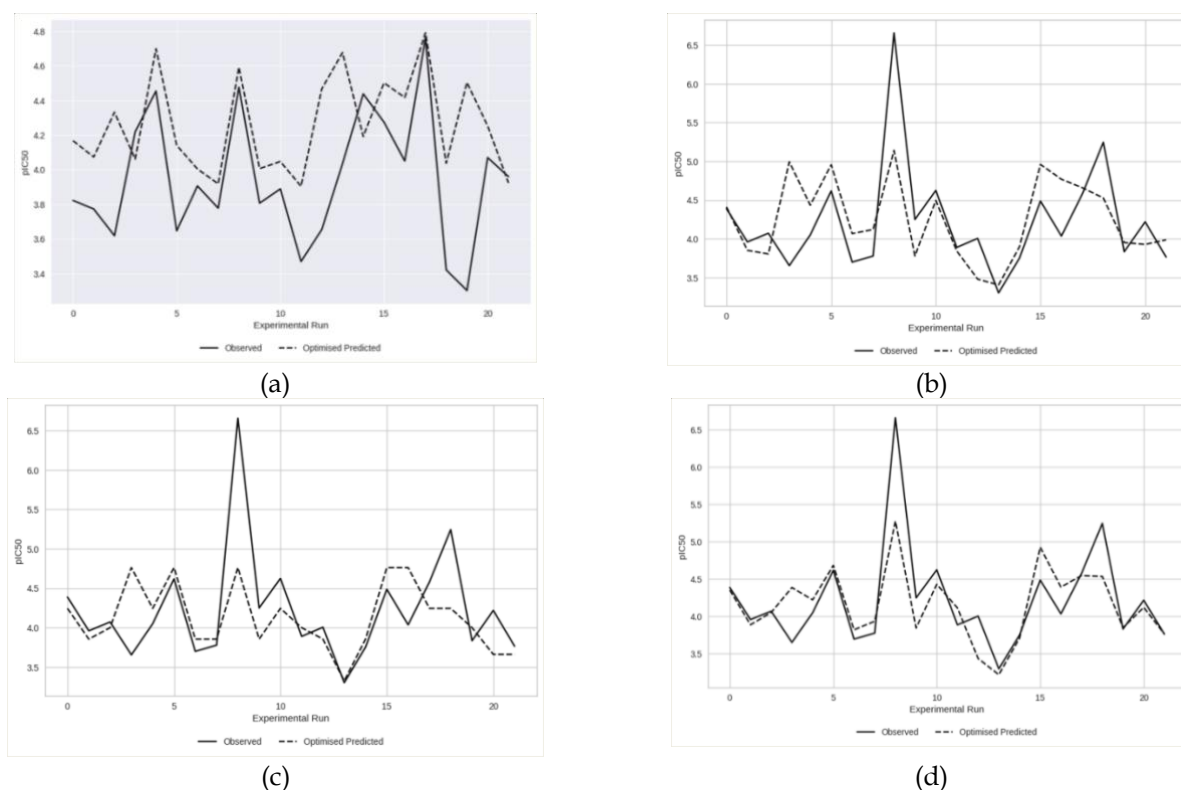 4.8
4.6
4.4
4.2
4.0
3.8
3.6
3.4
pIC50
0 5 10 15 20
Experimental Run
Observed Optimised Predicted
(a)
6.5
6.0
5.5
5.0
4.5
4.0
3.5
pIC50
0 5 10 15 20
Experimental Run
Observed Optimised Predicted
(b)
6.5
6.0
5.5
5.0
4.5
4.0
3.5
pIC50
0 5 10 15 20
Experimental Run
Observed Optimised Predicted
(c)
6.5
6.0
5.5
5.0
4.5
4.0
3.5
pIC50
0 5 10 15 20
Experimental Run
Observed Optimised Predicted
(d)